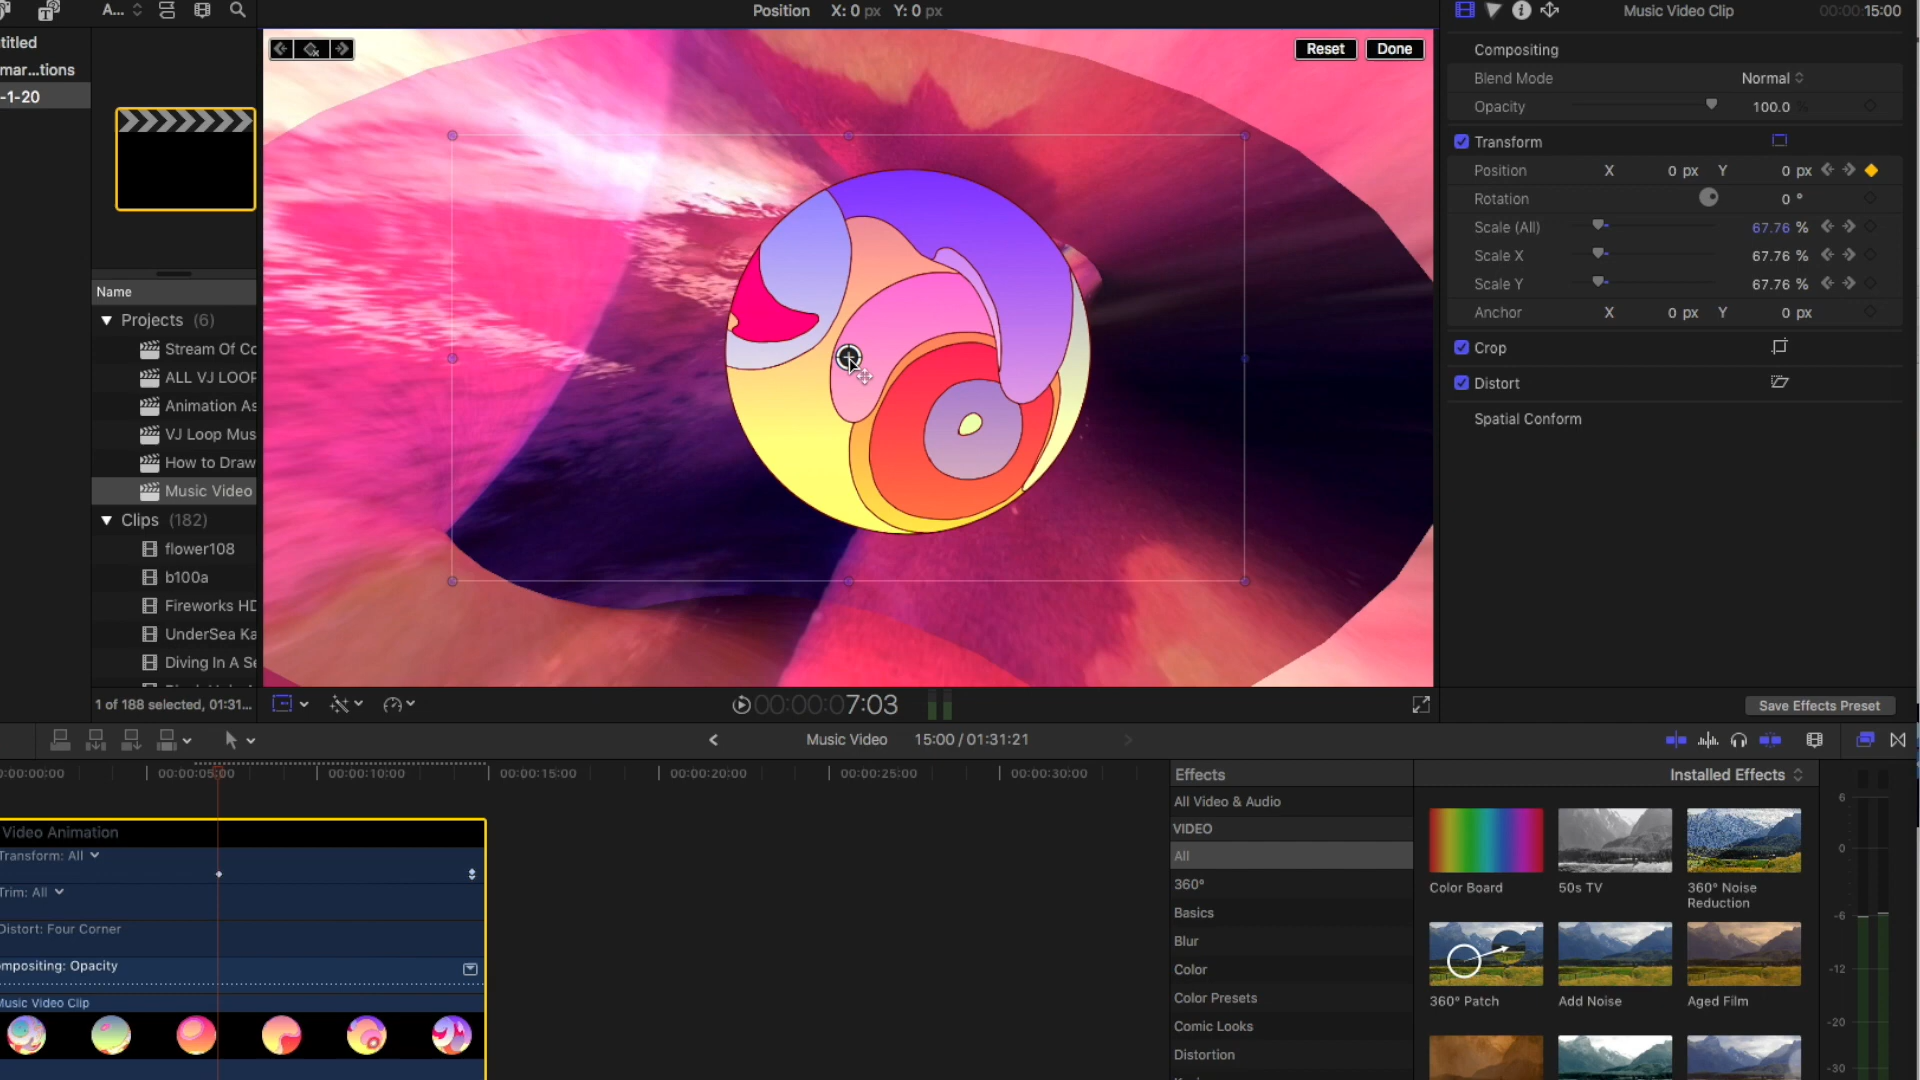 A...
Position X: 0 px Y: 0 px
Music Video Clip 00:00:15:00
titled
mar...tions
-1-20
Reset Done
Compositing
Blend Mode Normal
Opacity 100.0 %
Transform
Position X 0 px Y 0 px
Rotation 0 °
Scale (All) 67.76 %
Scale X 67.76 %
Scale Y 67.76 %
Anchor X 0 px Y 0 px
Crop
Distort
Spatial Conform
Name
Projects (6)
Stream Of Co
ALL VJ LOOP
Animation As
VJ Loop Mus
How to Draw
Music Video
Clips (182)
flower108
b100a
Fireworks HD
UnderSea Ka
Diving In A Se
1 of 188 selected, 01:31...
00:00:07:03
Save Effects Preset
Music Video 15:00 / 01:31:21
0:00:00:00 00:00:05:00 00:00:10:00 00:00:15:00 00:00:20:00 00:00:25:00 00:00:30:00
Effects Installed Effects
All Video & Audio
VIDEO
All
360°
Basics
Blur
Color
Color Presets
Comic Looks
Distortion
Color Board 50s TV 360° Noise Reduction
360° Patch Add Noise Aged Film
6
0
-6
-12
-20
-30
Video Animation
Transform: All
Trim: All
Distort: Four Corner
ompositing: Opacity
Music Video Clip